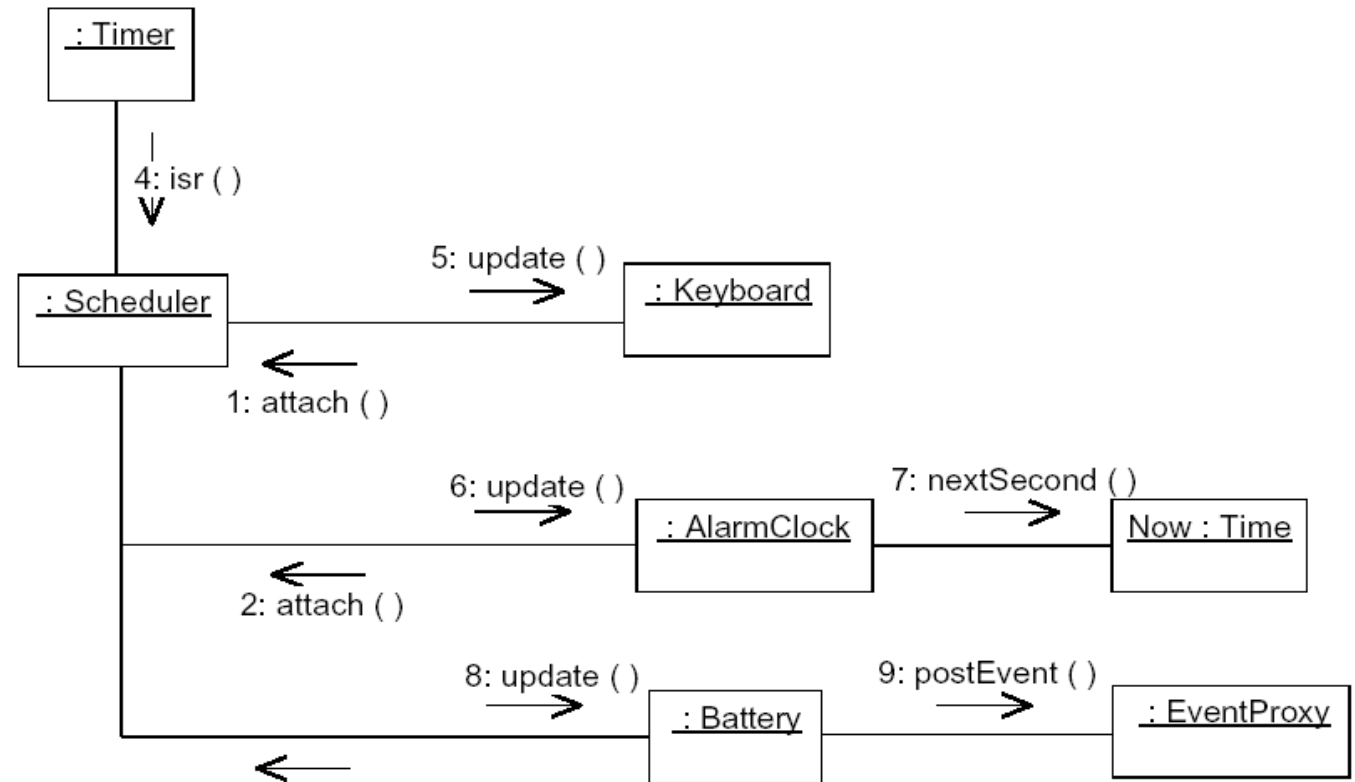 : Timer
4: isr ( )
5: update ( )
: Scheduler
: Keyboard
1: attach ( )
6: update ( )
7: nextSecond ( )
: AlarmClock
Now : Time
2: attach ( )
8: update ( )
9: postEvent ( )
: Battery
: EventProxy